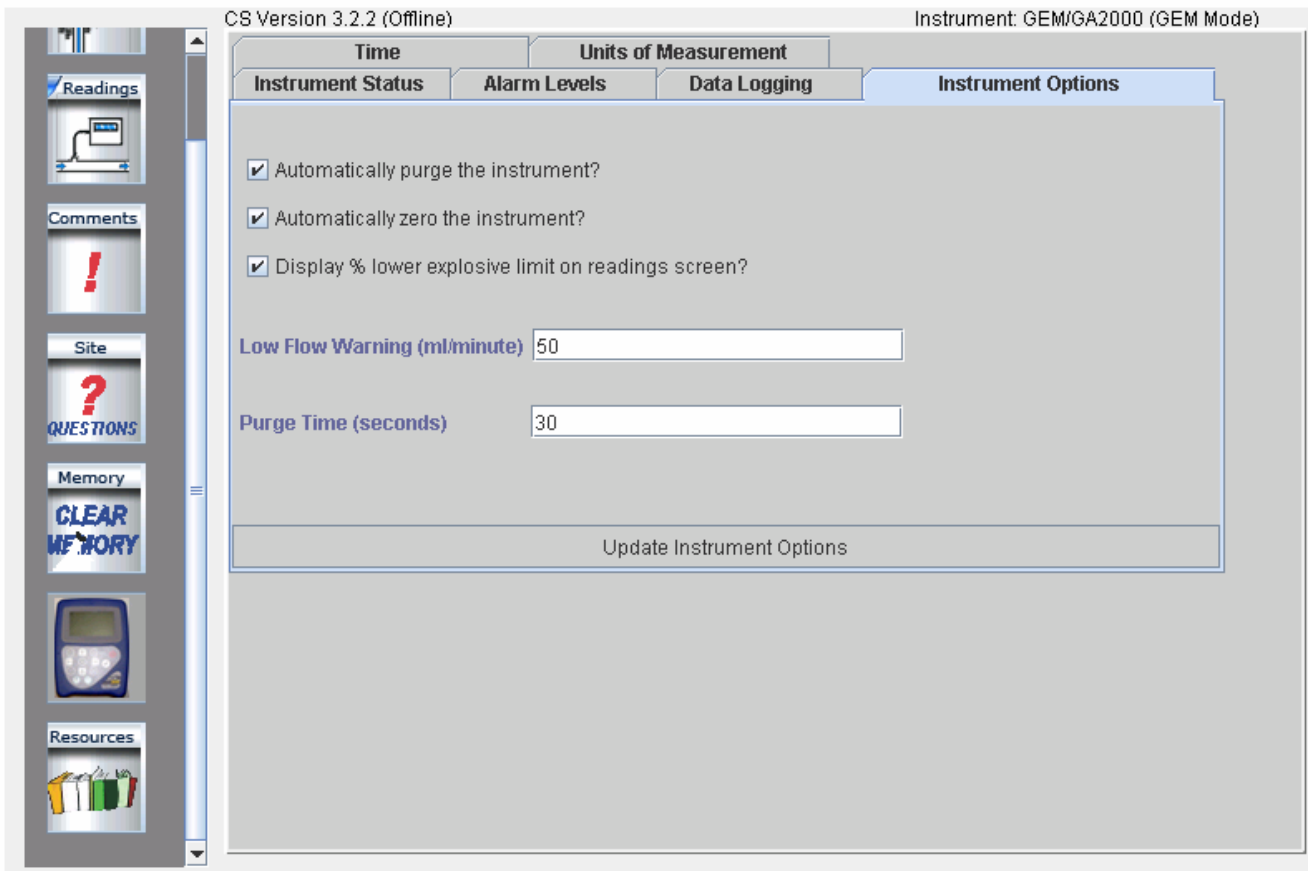 CS Version 3.2.2 (Offline)
Instrument: GEM/GA2000 (GEM Mode)
Time
Units of Measurement
Instrument Status
Alarm Levels
Data Logging
Instrument Options
Readings
Comments
!
Site
?
QUESTIONS
Memory
CLEAR
MEMORY
Resources
Automatically purge the instrument?
Automatically zero the instrument?
Display % lower explosive limit on readings screen?
Low Flow Warning (ml/minute) 50
Purge Time (seconds) 30
Update Instrument Options